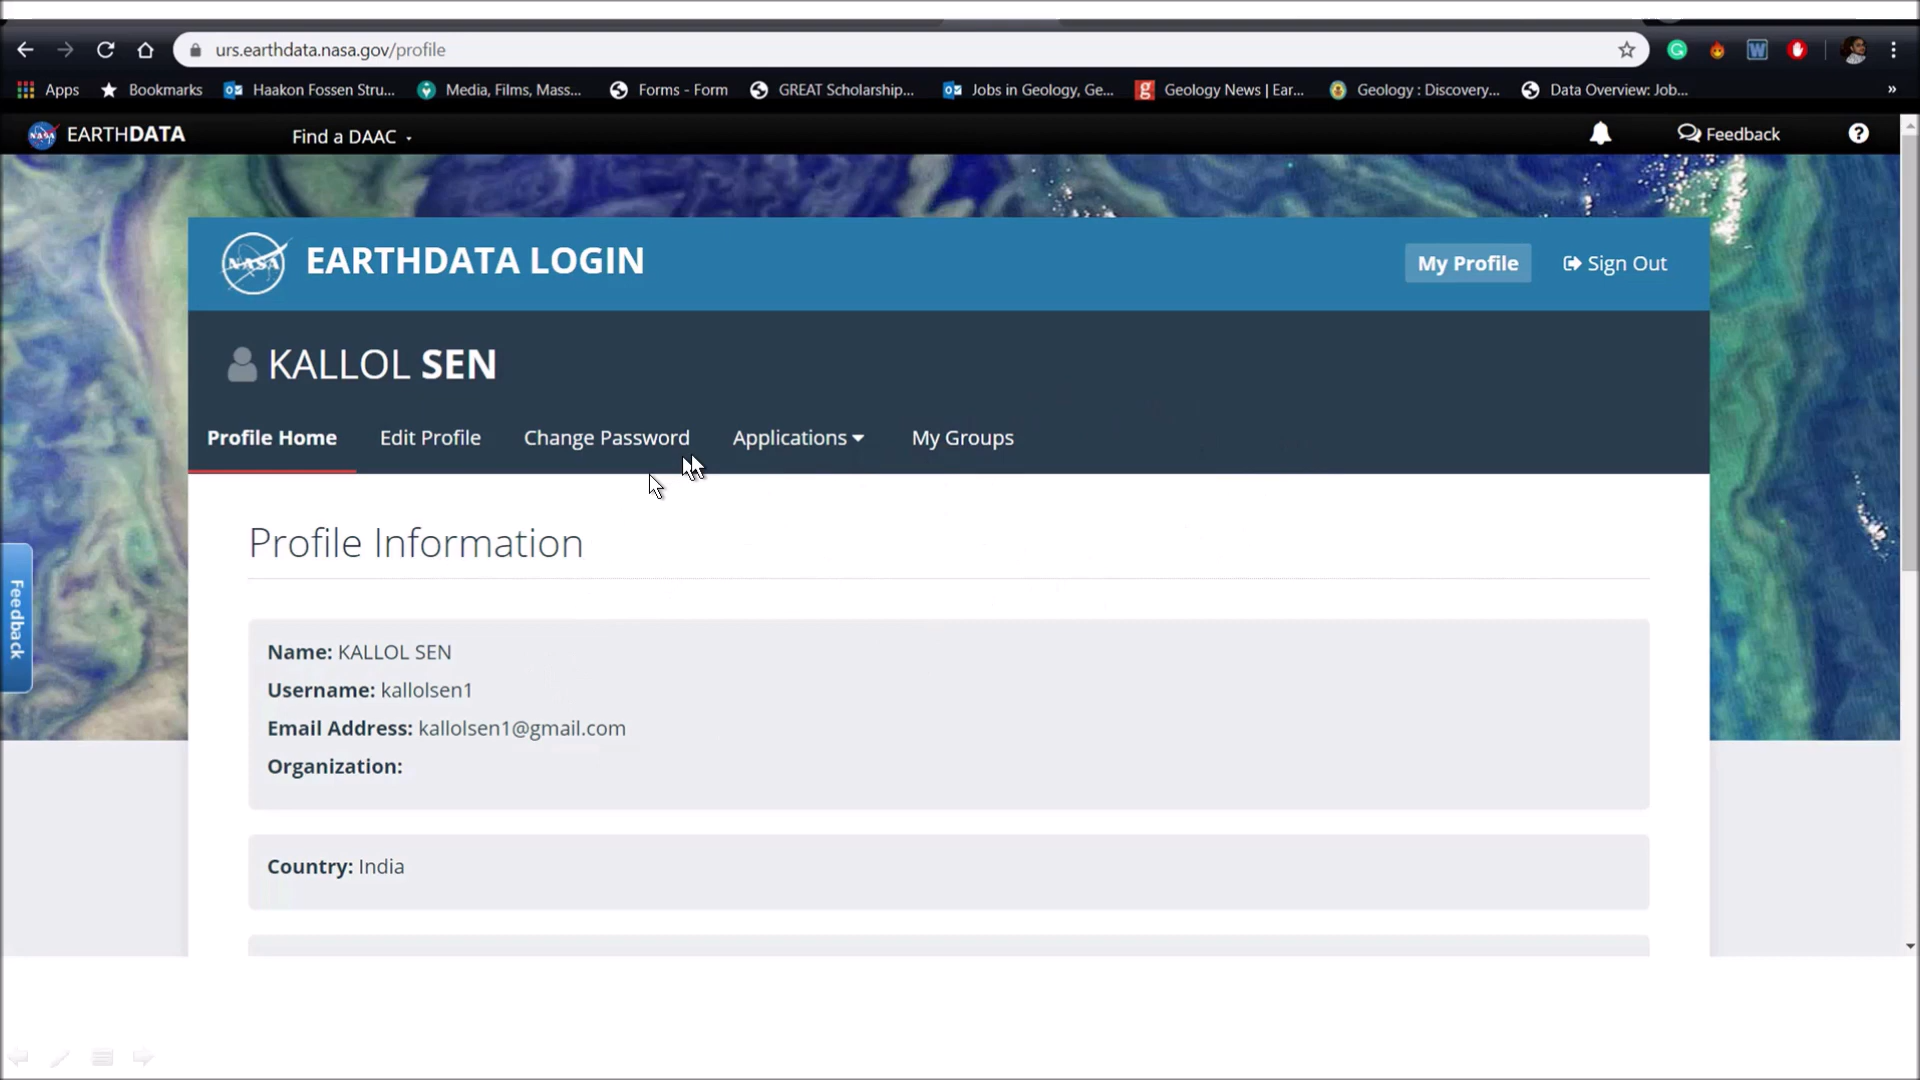 urs.earthdata.nasa.gov/profile
Apps Bookmarks Haakon Fossen Stru... Media, Films, Mass... Forms - Form GREAT Scholarship... Jobs in Geology, Ge... Geology News | Ear... Geology : Discovery... Data Overview: Job... »
NASA EARTHDATA Find a DAAC Feedback ?
NASA EARTHDATA LOGIN My Profile Sign Out
KALLOL SEN
Profile Home Edit Profile Change Password Applications My Groups
Profile Information
Feedback
Name: KALLOL SEN
Username: kallolsen1
Email Address: kallolsen1@gmail.com
Organization:
Country: India